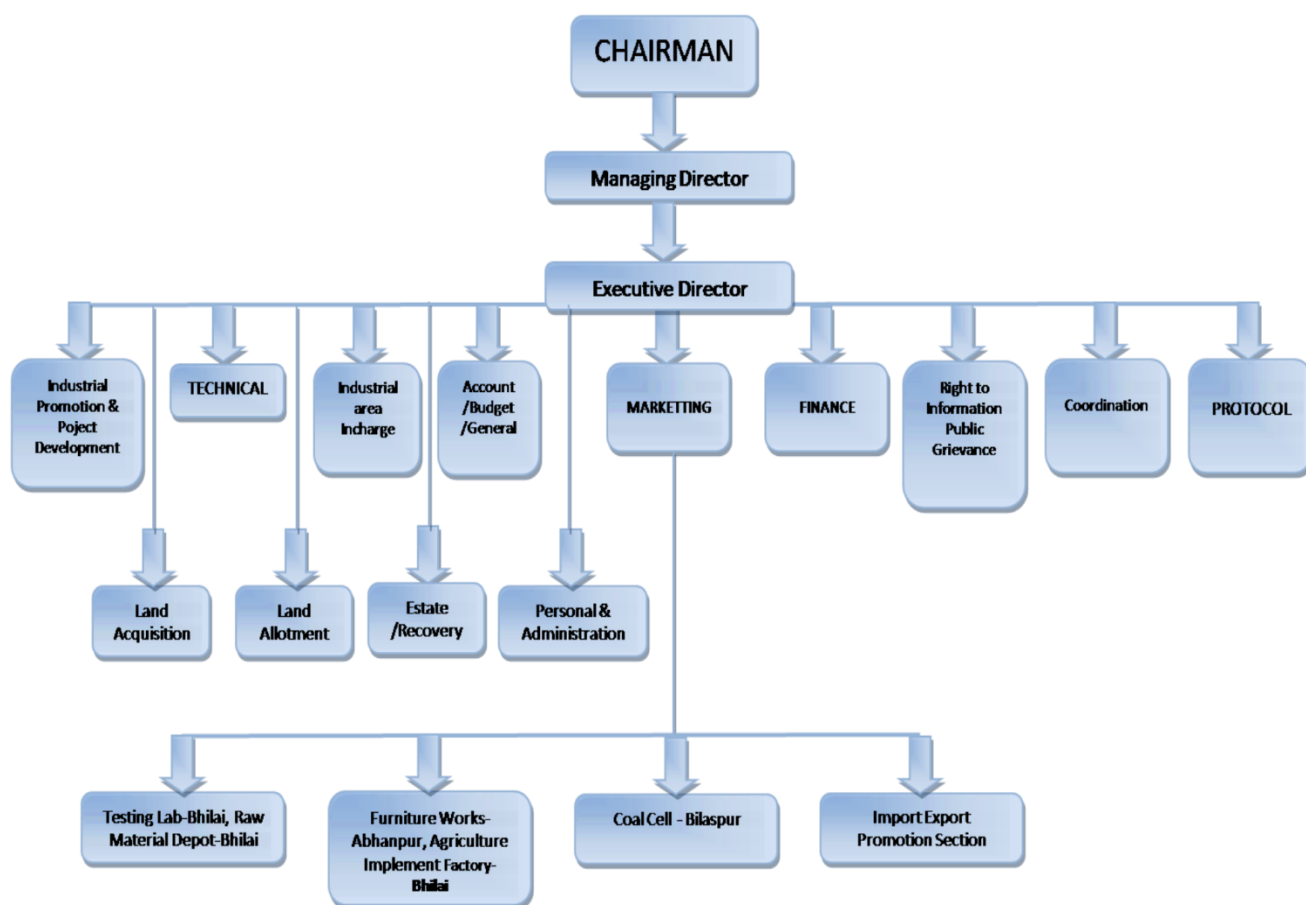 CHAIRMAN
Managing Director
Executive Director
Industrial
Promotion &
Poject
Development
TECHNICAL
Industrial
area
Incharge
Account
/Budget
/General
MARKETTING
FINANCE
Right to
Information
Public
Grievance
Coordination
PROTOCOL
Land
Acquisition
Land
Allotment
Estate
/Recovery
Personal &
Administration
Testing Lab-Bhilai, Raw
Material Depot-Bhilai
Furniture Works-
Abhanpur, Agriculture
Implement Factory-
Bhilai
Coal Cell - Bilaspur
Import Export
Promotion Section